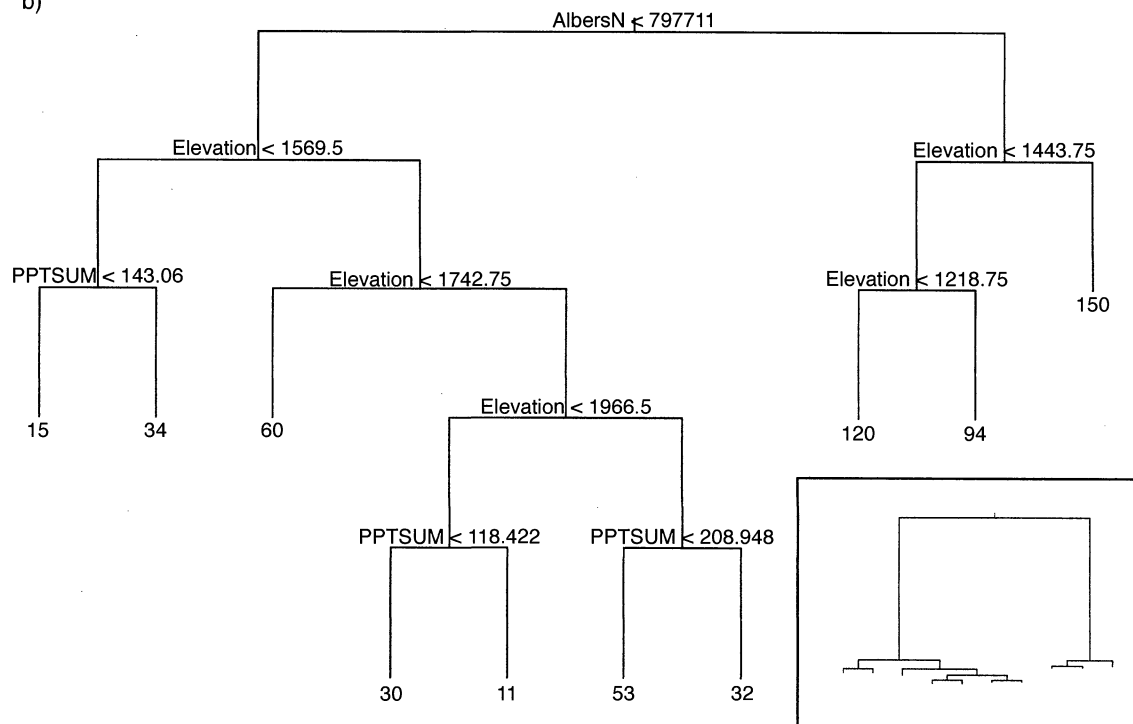 b)
AlbersN < 797711
Elevation < 1569.5
Elevation < 1443.75
PPTSUM < 143.06
Elevation < 1742.75
Elevation < 1218.75
150
Elevation < 1966.5
15
34
60
120
94
PPTSUM < 118.422
PPTSUM < 208.948
30
11
53
32